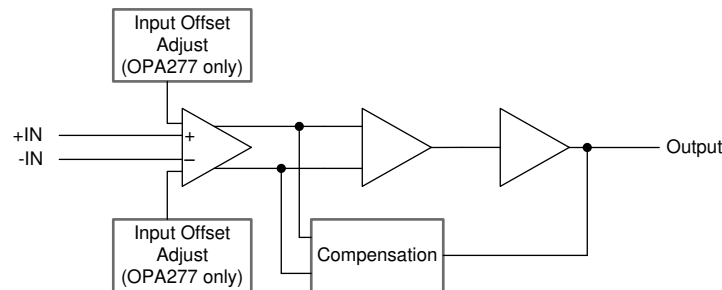 Input Offset
Adjust
(OPA277 only)
+IN
-IN
+
−
Output
Input Offset
Adjust
(OPA277 only)
Compensation